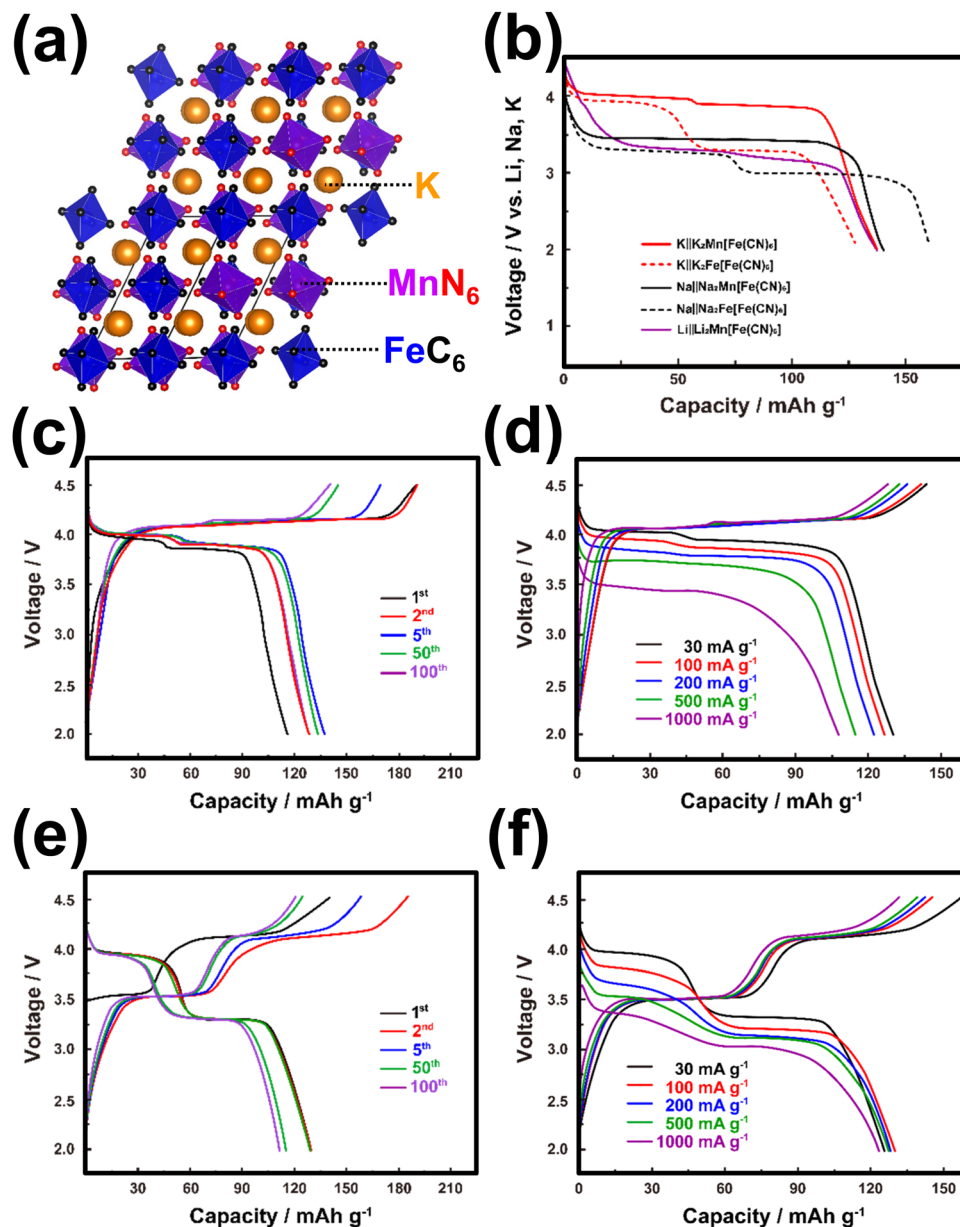 (a)
K
MnN₆
FeC₆
(b)
Voltage / V vs. Li, Na, K
4
3
2
1
0
50
100
150
Capacity / mAh g⁻¹
K||K₂Mn[Fe(CN)₆]
K||K₂Fe[Fe(CN)₆]
Na||Na₂Mn[Fe(CN)₆]
Na||Na₂Fe[Fe(CN)₆]
Li||Li₂Mn[Fe(CN)₆]
(c)
Voltage / V
4.5
4.0
3.5
3.0
2.5
2.0
30 60 90 120 150 180 210
Capacity / mAh g⁻¹
1st
2nd
5th
50th
100th
(d)
Voltage / V
4.5
4.0
3.5
3.0
2.5
2.0
0 30 60 90 120 150
Capacity / mAh g⁻¹
30 mA g⁻¹
100 mA g⁻¹
200 mA g⁻¹
500 mA g⁻¹
1000 mA g⁻¹
(e)
Voltage / V
4.5
4.0
3.5
3.0
2.5
2.0
30 60 90 120 150 180 210
Capacity / mAh g⁻¹
1st
2nd
5th
50th
100th
(f)
Voltage / V
4.5
4.0
3.5
3.0
2.5
2.0
0 30 60 90 120 150
Capacity / mAh g⁻¹
30 mA g⁻¹
100 mA g⁻¹
200 mA g⁻¹
500 mA g⁻¹
1000 mA g⁻¹